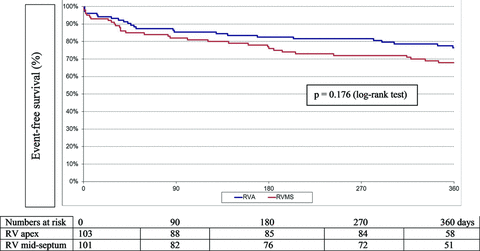 Event-free survival (%)
100%
90%
80%
70%
60%
50%
40%
30%
20%
10%
0%
p = 0.176 (log-rank test)
0 90 180 270 360
RVA RVMS
Numbers at risk 0 90 180 270 360 days
RV apex 103 88 85 84 58
RV mid-septum 101 82 76 72 51